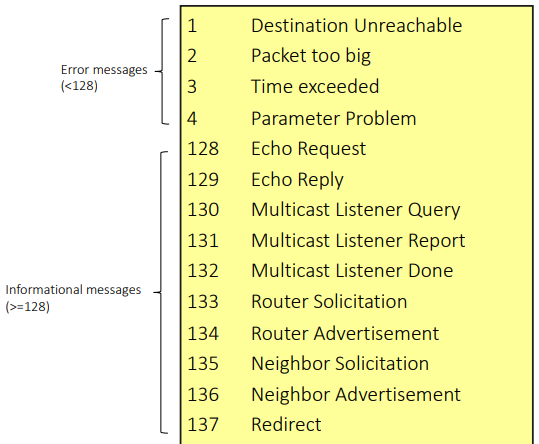 1 Destination Unreachable
2 Packet too big
Error messages
(<128)
3 Time exceeded
4 Parameter Problem
128 Echo Request
129 Echo Reply
130 Multicast Listener Query
131 Multicast Listener Report
132 Multicast Listener Done
Informational messages
(>=128)
133 Router Solicitation
134 Router Advertisement
135 Neighbor Solicitation
136 Neighbor Advertisement
137 Redirect